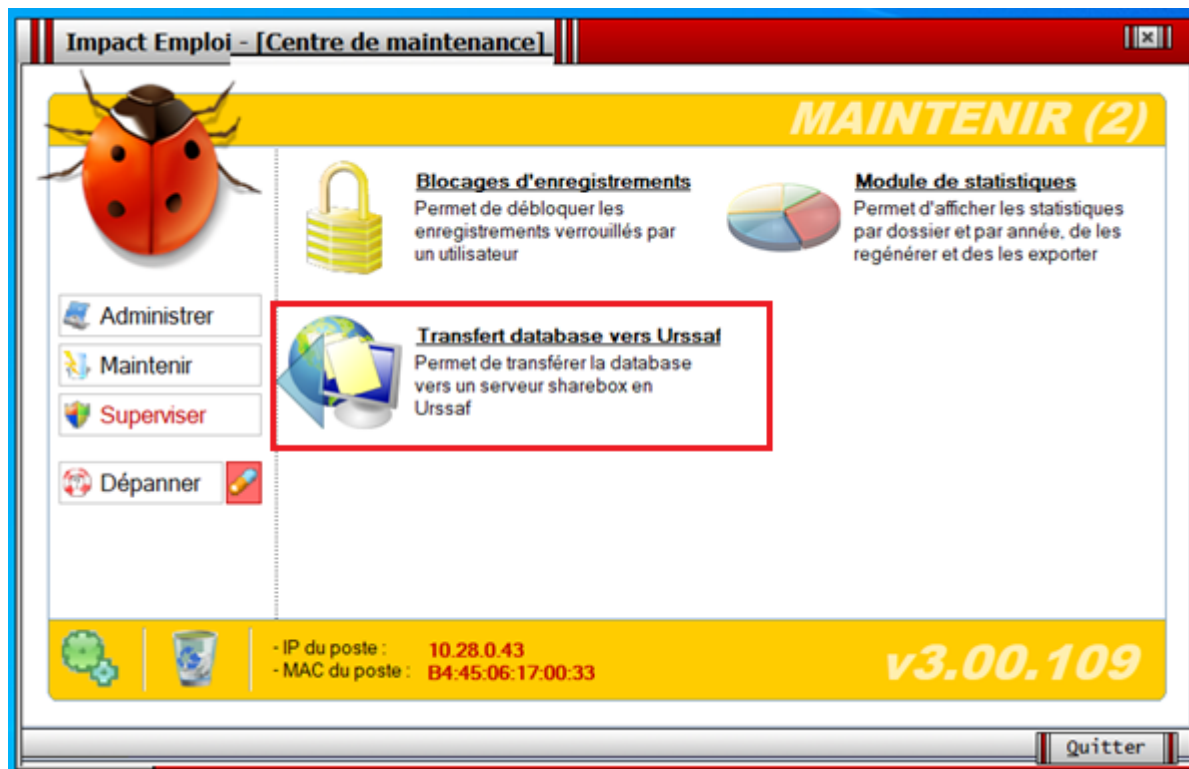 Impact Emploi - [Centre de maintenance]
MAINTENIR (2)
Blocages d'enregistrements
Permet de débloquer les
enregistrements verrouillés par
un utilisateur
Module de statistiques
Permet d'afficher les statistiques
par dossier et par année, de les
regénérer et des les exporter
Administrer
Maintenir
Superviser
Dépanner
Transfert database vers Urssaf
Permet de transférer la database
vers un serveur sharebox en
Urssaf
- IP du poste : 10.28.0.43
- MAC du poste : B4:45:06:17:00:33
v3.00.109
Quitter